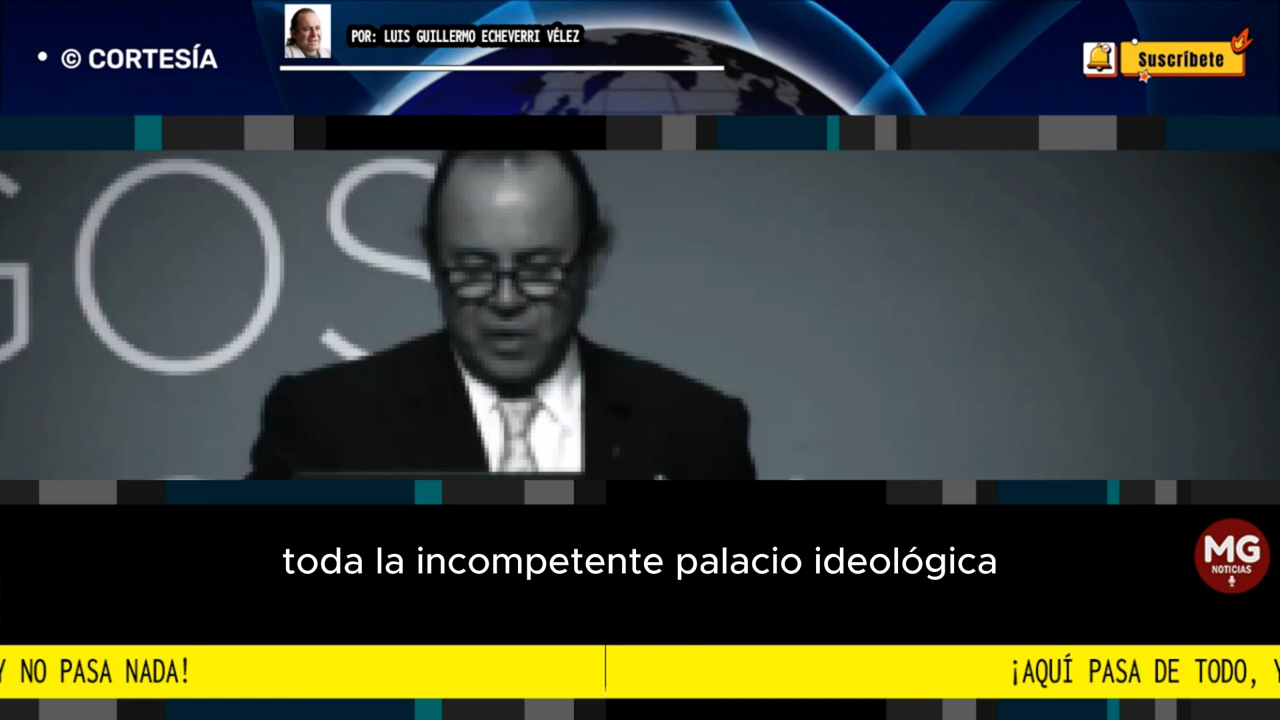 © CORTESÍA
POR: LUIS GUILLERMO ECHEVERRI VÉLEZ
Suscríbete
GOS
toda la incompetente palacio ideológica
MG
NOTICIAS
Y NO PASA NADA!
¡AQUÍ PASA DE TODO, Y